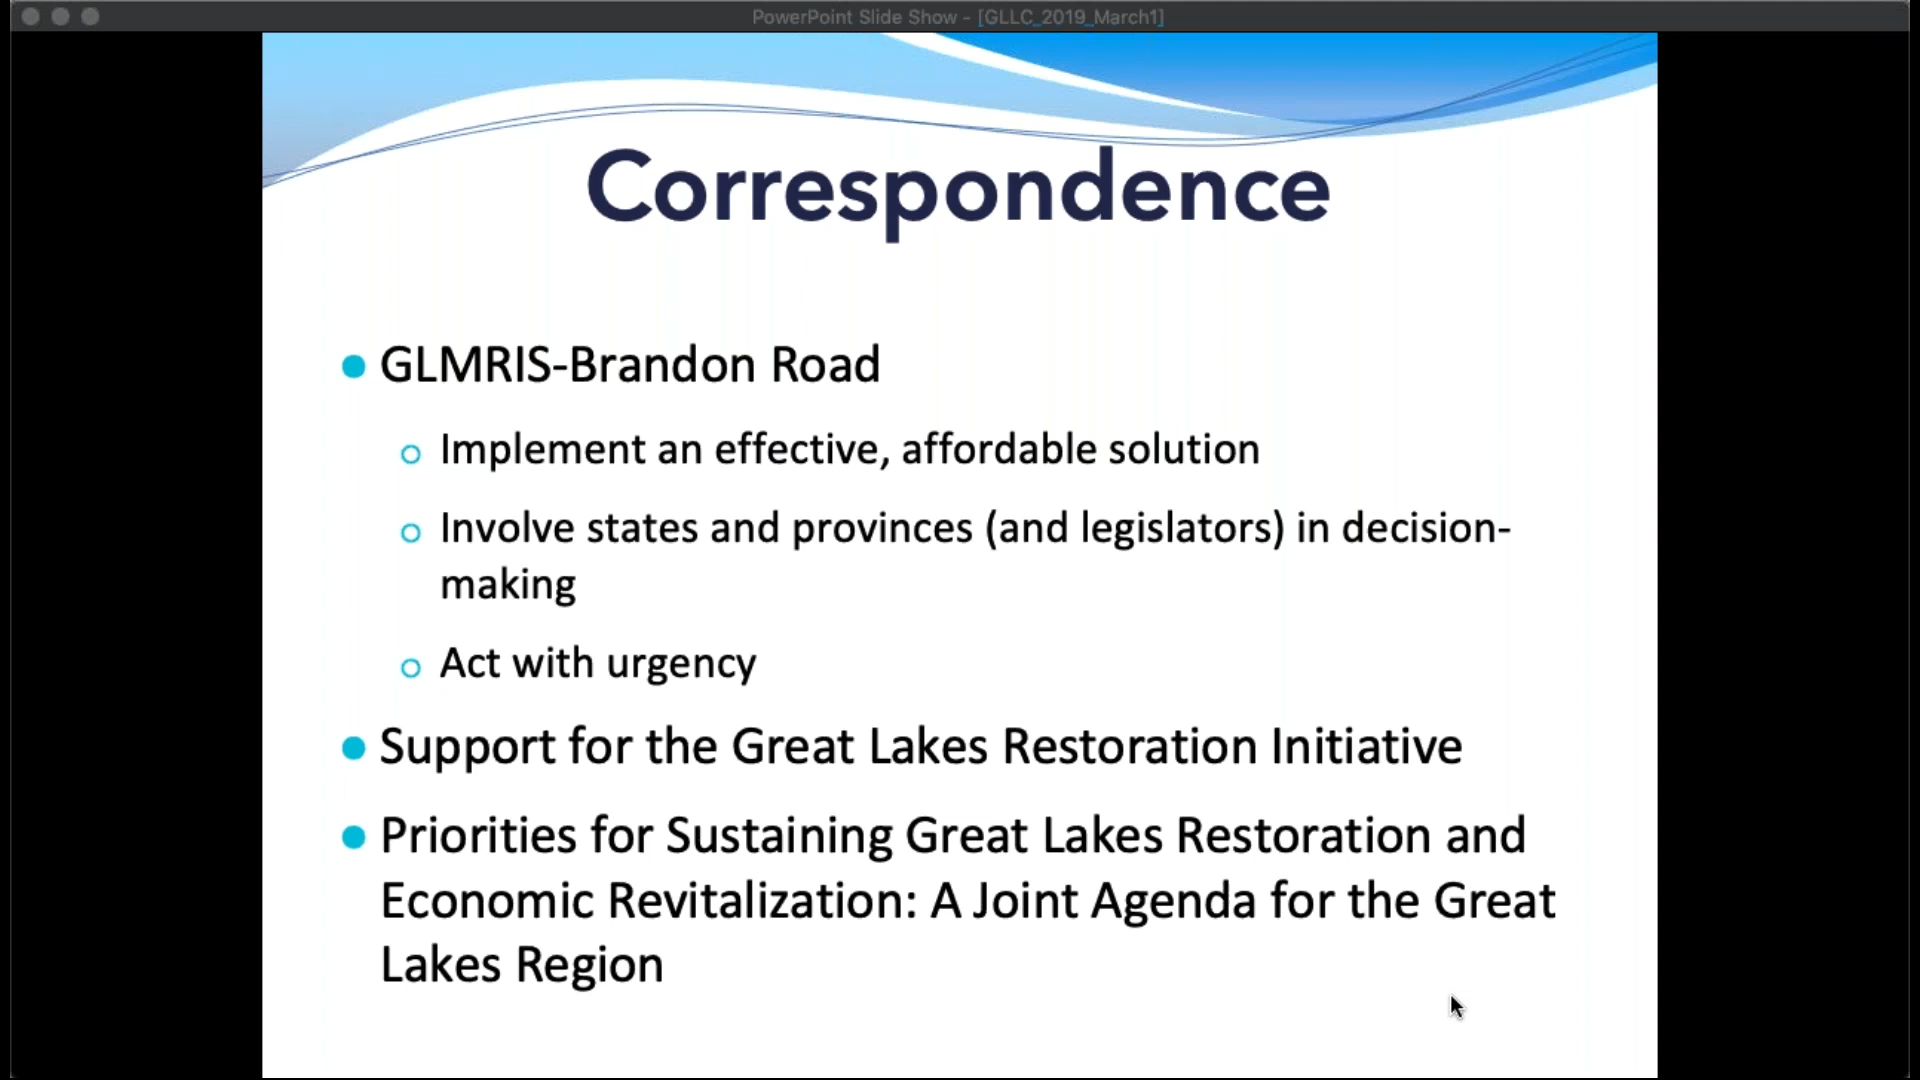 PowerPoint Slide Show - [GLLC_2019_March1]
Correspondence
GLMRIS-Brandon Road
Implement an effective, affordable solution
Involve states and provinces (and legislators) in decision-
making
Act with urgency
Support for the Great Lakes Restoration Initiative
Priorities for Sustaining Great Lakes Restoration and
Economic Revitalization: A Joint Agenda for the Great
Lakes Region